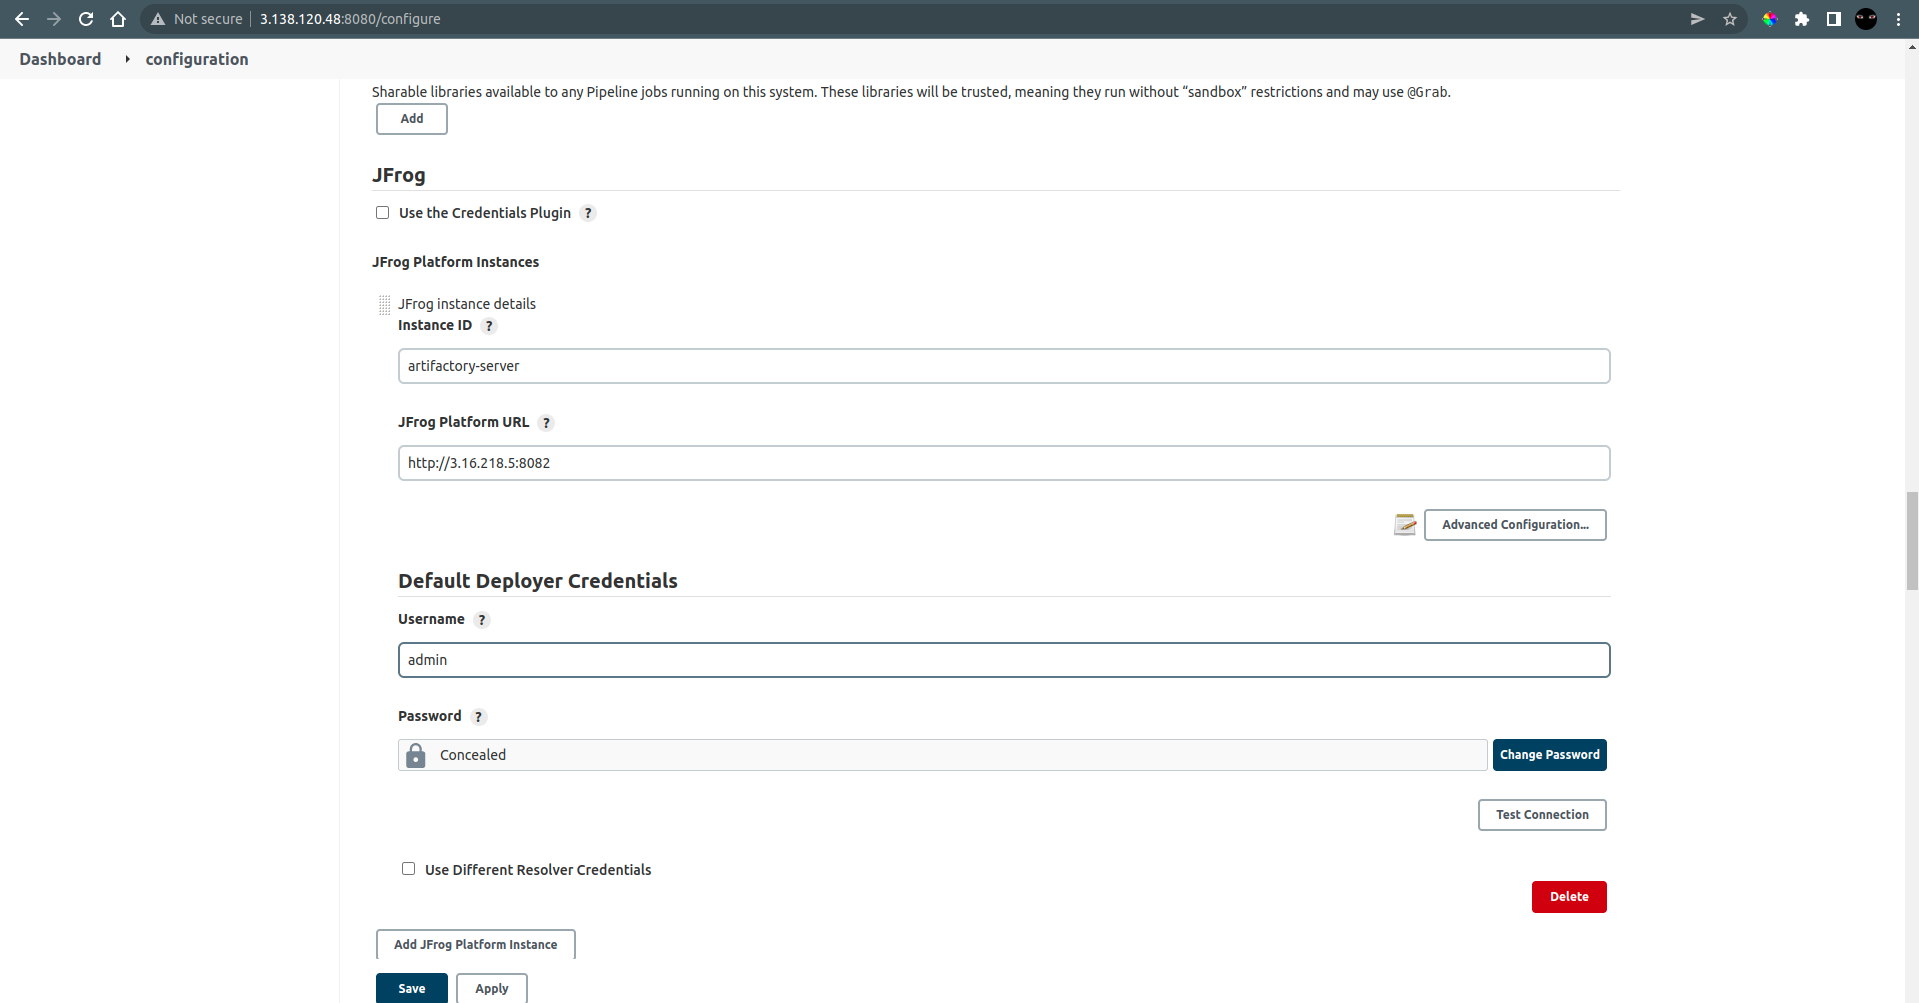 Not secure 3.138.120.48:8080/configure
Dashboard configuration
Sharable libraries available to any Pipeline jobs running on this system. These libraries will be trusted, meaning they run without “sandbox” restrictions and may use @Grab.
Add
JFrog
Use the Credentials Plugin ?
JFrog Platform Instances
JFrog instance details
Instance ID ?
artifactory-server
JFrog Platform URL ?
http://3.16.218.5:8082
Advanced Configuration...
Default Deployer Credentials
Username ?
admin
Password ?
Concealed Change Password
Test Connection
Use Different Resolver Credentials
Delete
Add JFrog Platform Instance
Save Apply